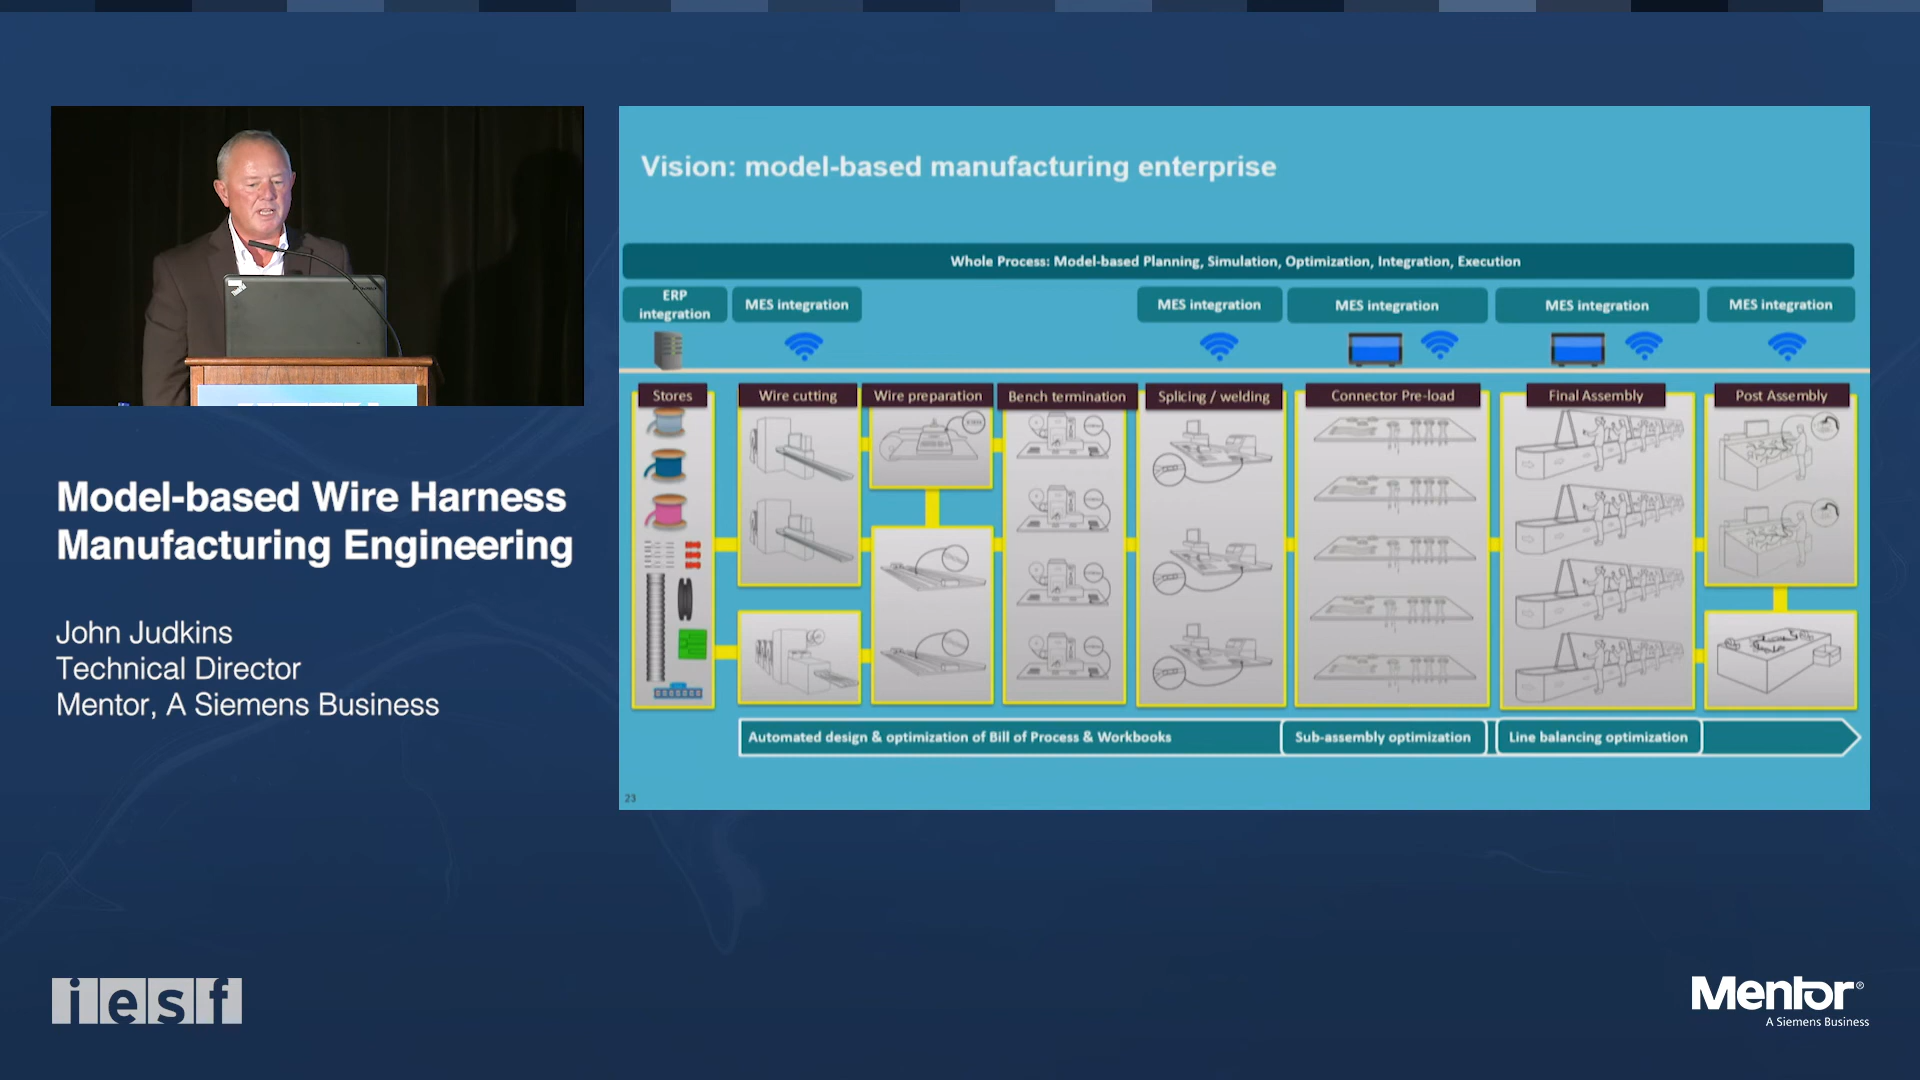 Vision: model-based manufacturing enterprise
Whole Process: Model-based Planning, Simulation, Optimization, Integration, Execution
ERP
integration
MES integration
MES integration
MES integration
MES integration
MES integration
Stores
Wire cutting
Wire preparation
Bench termination
Splicing / welding
Connector Pre-load
Final Assembly
Post Assembly
Automated design & optimization of Bill of Process & Workbooks
Sub-assembly optimization
Line balancing optimization
23
Model-based Wire Harness
Manufacturing Engineering
John Judkins
Technical Director
Mentor, A Siemens Business
iesf
Mentor®
A Siemens Business